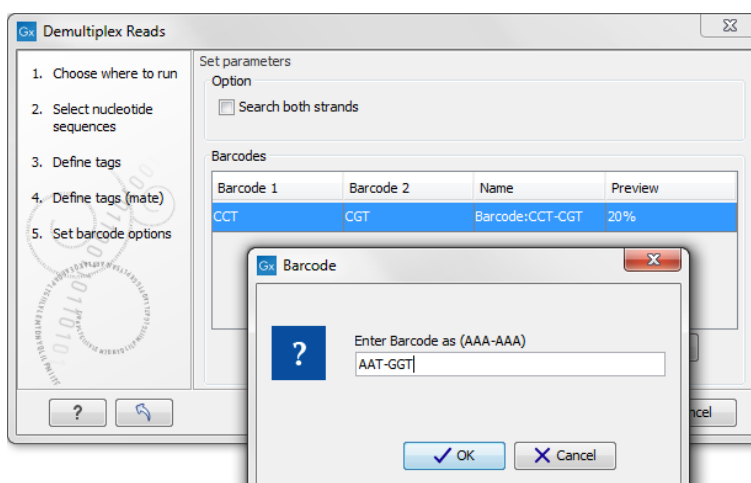 Gx Demultiplex Reads
Set parameters
1. Choose where to run
2. Select nucleotide
sequences
3. Define tags
4. Define tags (mate)
5. Set barcode options
Option
Search both strands
Barcodes
Barcode 1 Barcode 2 Name Preview
CCT CGT Barcode:CCT-CGT 20%
Gx Barcode
?
Enter Barcode as (AAA-AAA)
AAT-GGT
OK Cancel
?
ncel